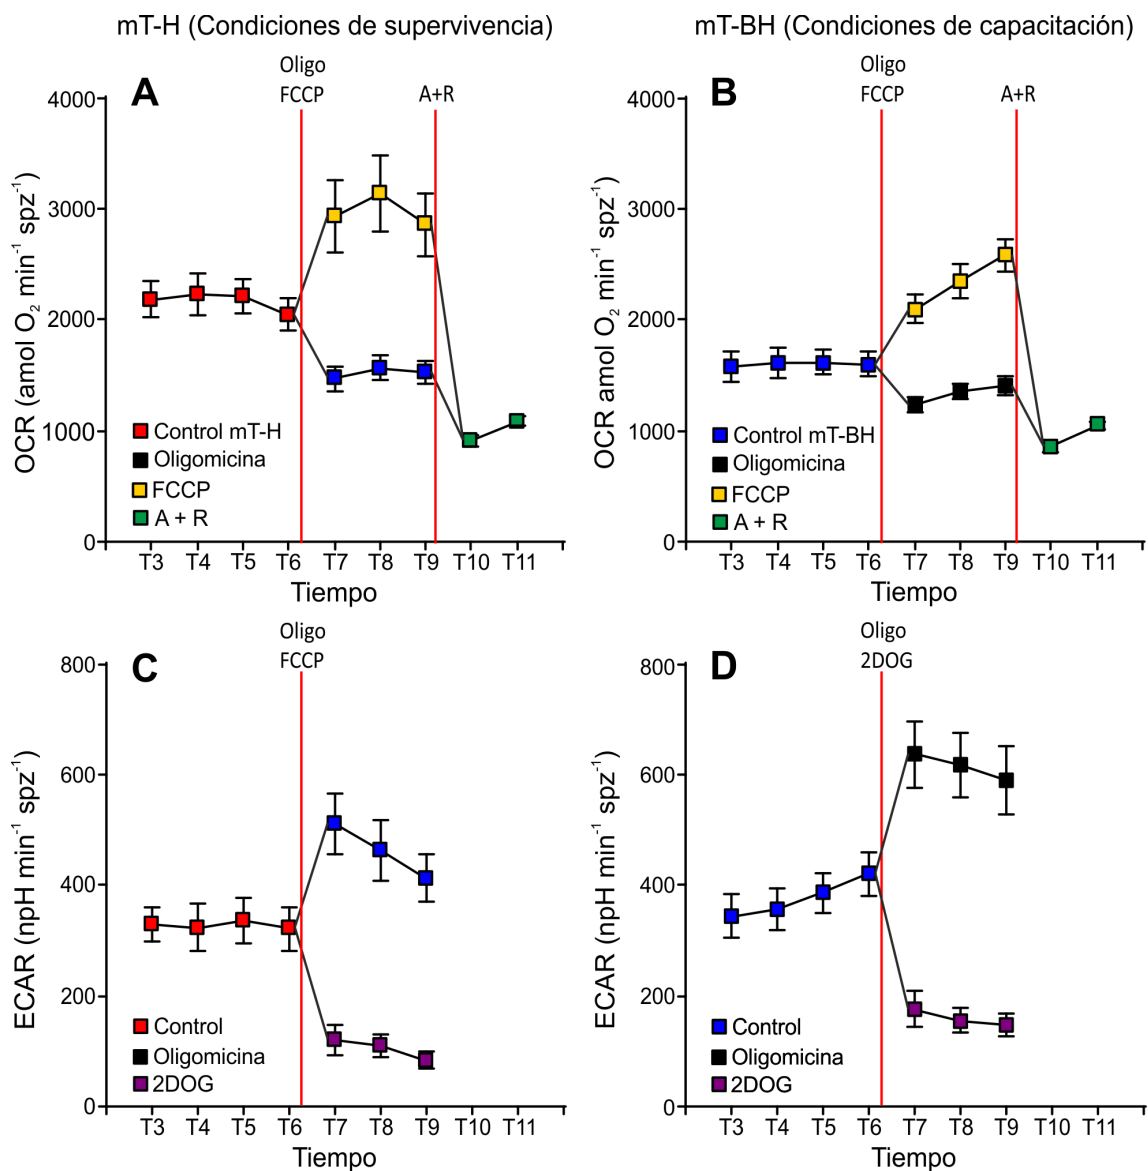 mT-H (Condiciones de supervivencia)
mT-BH (Condiciones de capacitación)
A
Oligo
FCCP
A+R
OCR (amol O₂ min⁻¹ spz⁻¹)
4000
3000
2000
1000
0
Control mT-H
Oligomicina
FCCP
A + R
T3 T4 T5 T6 T7 T8 T9 T10 T11
Tiempo
B
Oligo
FCCP
A+R
OCR amol O₂ min⁻¹ spz⁻¹)
4000
3000
2000
1000
0
Control mT-BH
Oligomicina
FCCP
A + R
T3 T4 T5 T6 T7 T8 T9 T10 T11
Tiempo
C
Oligo
FCCP
ECAR (npH min⁻¹ spz⁻¹)
800
600
400
200
0
Control
Oligomicina
2DOG
T3 T4 T5 T6 T7 T8 T9 T10 T11
Tiempo
D
Oligo
2DOG
ECAR (npH min⁻¹ spz⁻¹)
800
600
400
200
0
Control
Oligomicina
2DOG
T3 T4 T5 T6 T7 T8 T9 T10 T11
Tiempo